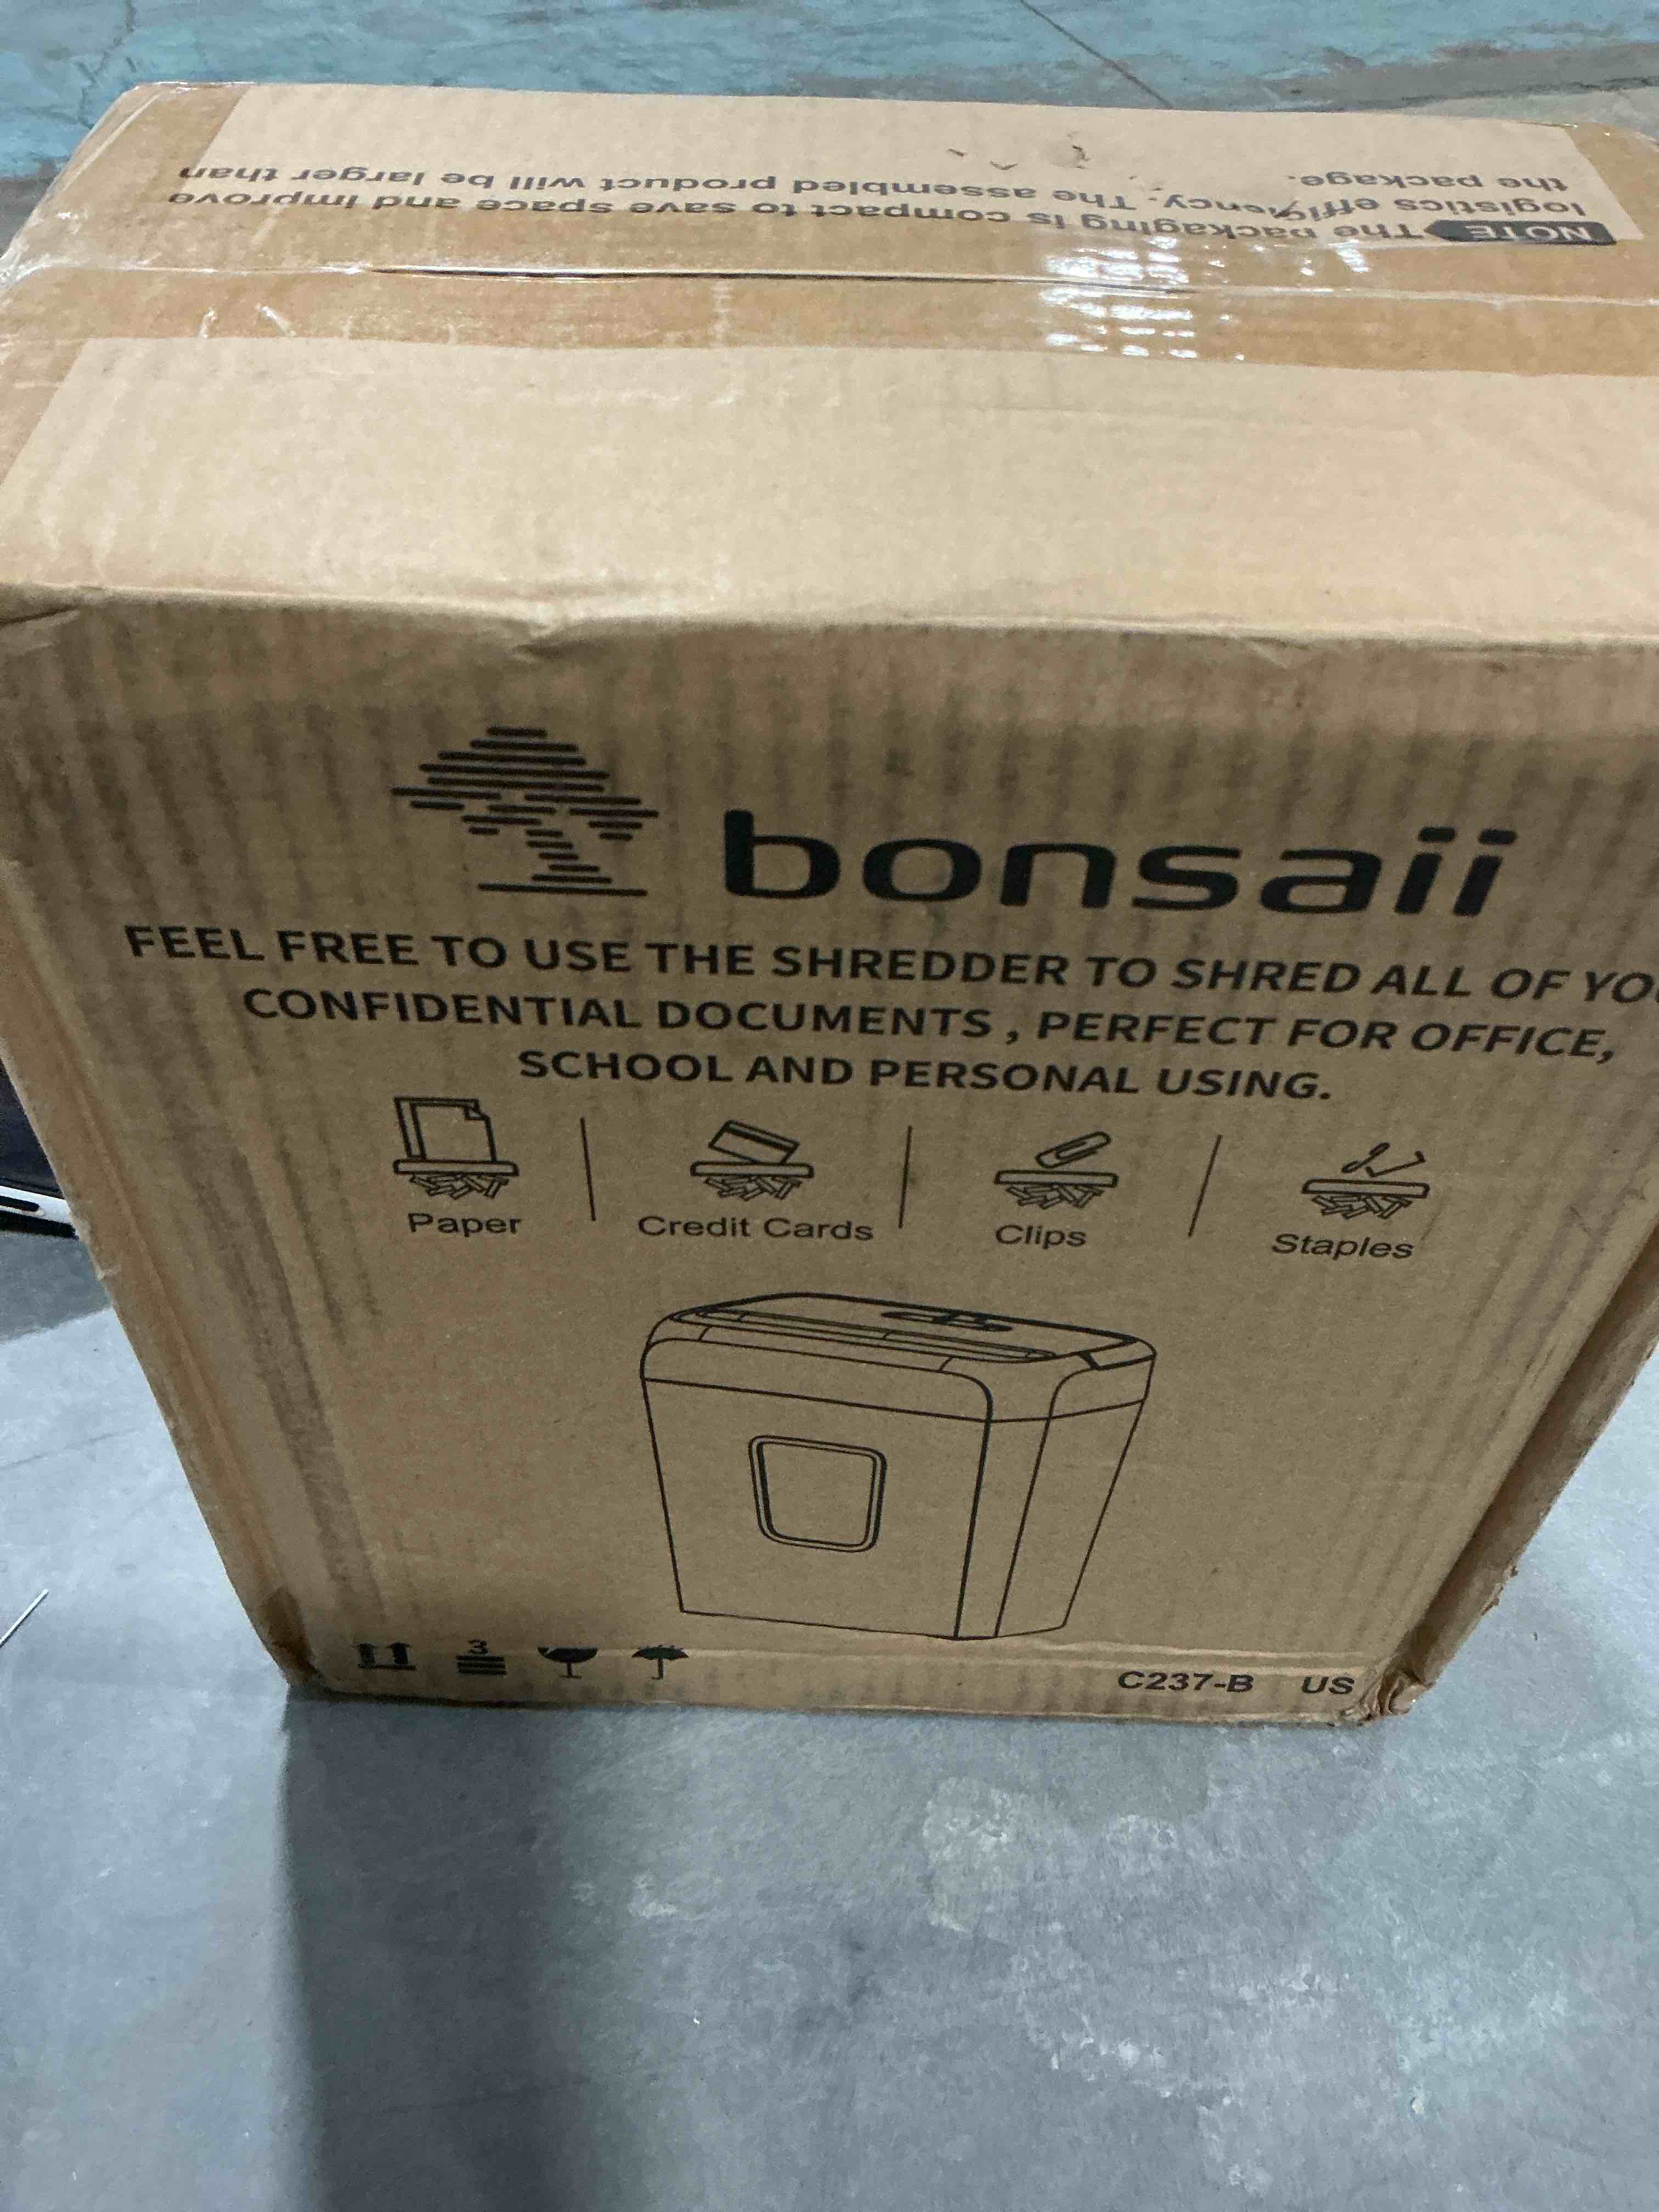 NOTE The packaging is compact to save space and improve
logistics efficiency. The assembled product will be larger than
the package.
bonsaii
FEEL FREE TO USE THE SHREDDER TO SHRED ALL OF YO
CONFIDENTIAL DOCUMENTS , PERFECT FOR OFFICE,
SCHOOL AND PERSONAL USING.
Paper Credit Cards Clips Staples
3
C237-B US